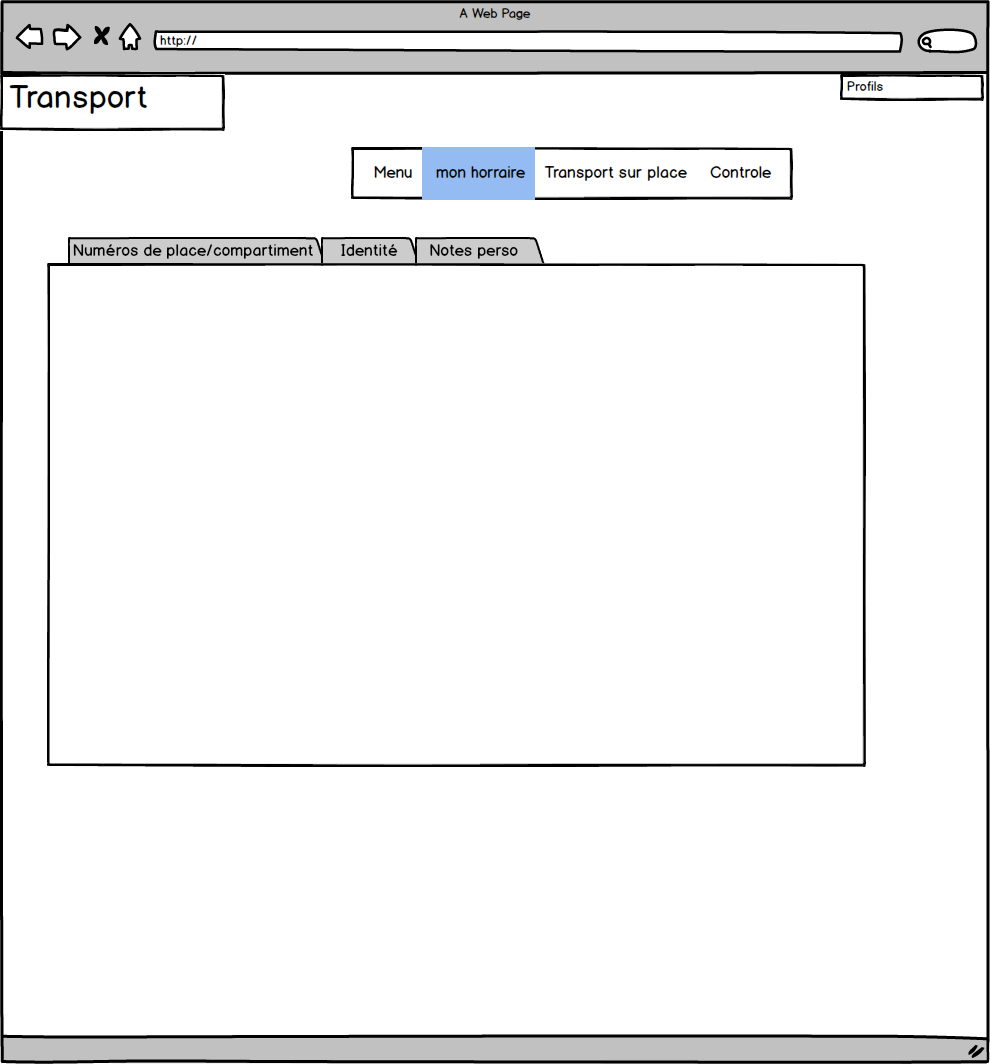 A Web Page
http://
Transport
Profils
Menu mon horraire Transport sur place Controle
Numéros de place/compartiment Identité Notes perso